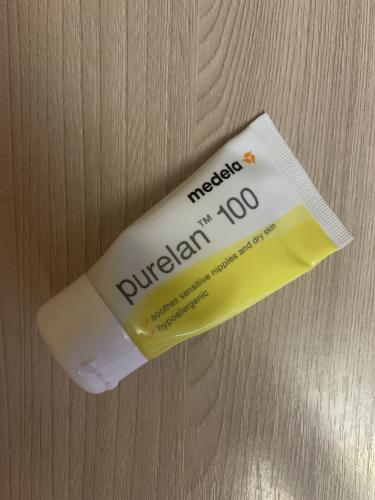 medela
purelan™ 100
soothes sensitive nipples and dry skin
hypoallergenic